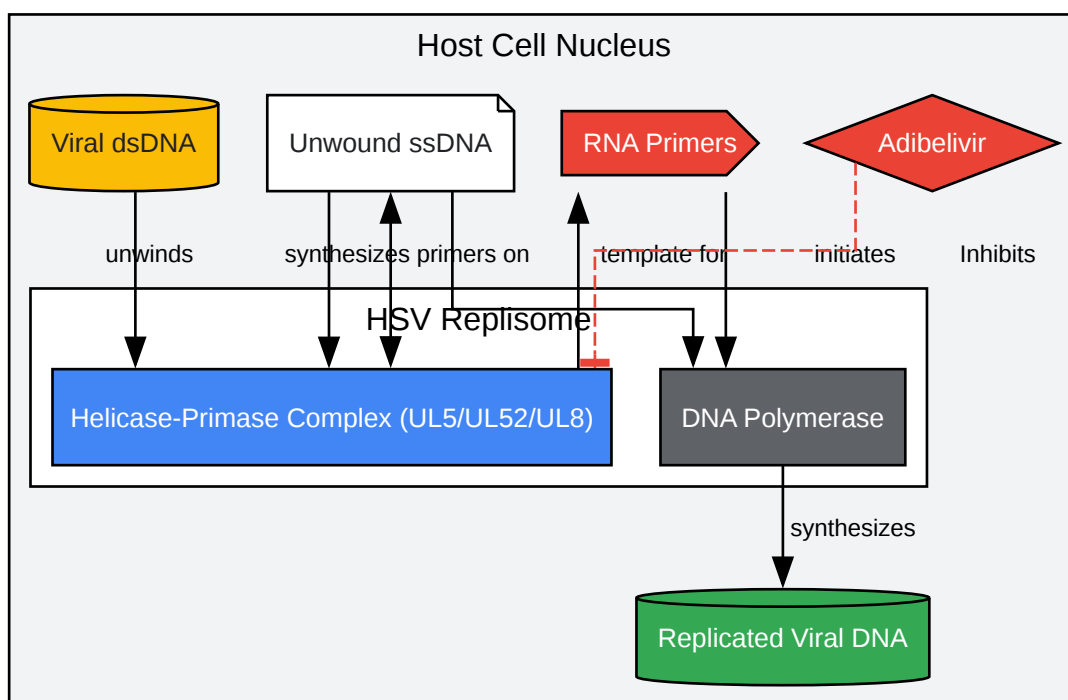 Host Cell Nucleus
Viral dsDNA
Unwound ssDNA
RNA Primers
Adibelivir
unwinds
synthesizes primers on
template for
initiates
Inhibits
HSV Replisome
Helicase-Primase Complex (UL5/UL52/UL8)
DNA Polymerase
synthesizes
Replicated Viral DNA